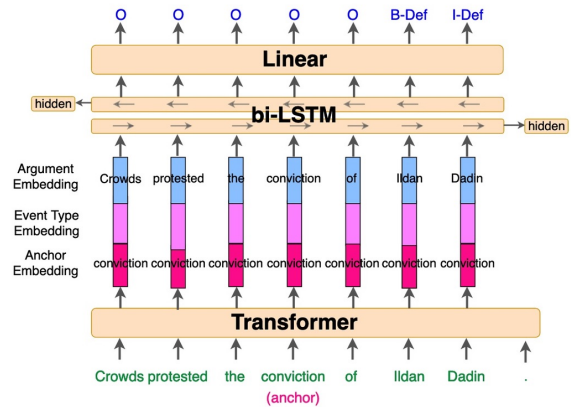 O O O O O B-Def I-Def
Linear
hidden
bi-LSTM
hidden
Argument
Embedding
Crowds protested the conviction of Ildan Dadin
Event Type
Embedding
Anchor
Embedding
conviction conviction conviction conviction conviction conviction conviction
Transformer
Crowds protested the conviction of Ildan Dadin .
(anchor)